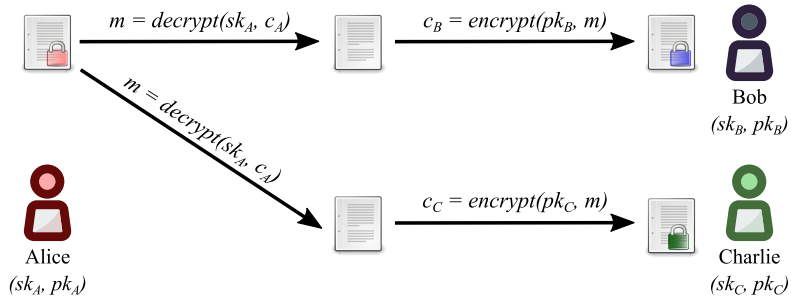 m = decrypt(sk_A, c_A)
c_B = encrypt(pk_B, m)
Bob
(sk_B, pk_B)
m = decrypt(sk_A, c_A)
c_C = encrypt(pk_C, m)
Alice
(sk_A, pk_A)
Charlie
(sk_C, pk_C)